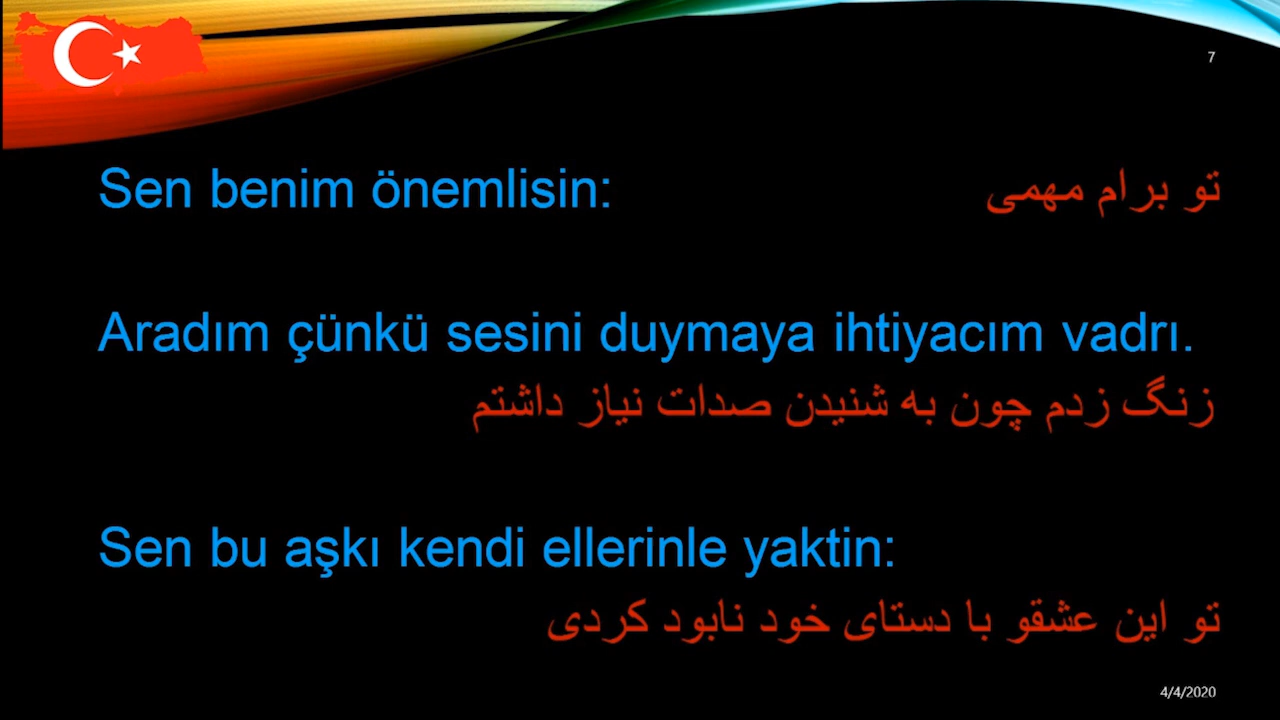 7
Sen benim önemlisin: تو برام مهمی
Aradım çünkü sesini duymaya ihtiyacım vadrı.
زنگ زدم چون به شنیدن صدات نیاز داشتم
Sen bu aşkı kendi ellerinle yaktin:
تو این عشقو با دستای خود نابود کردی
4/4/2020